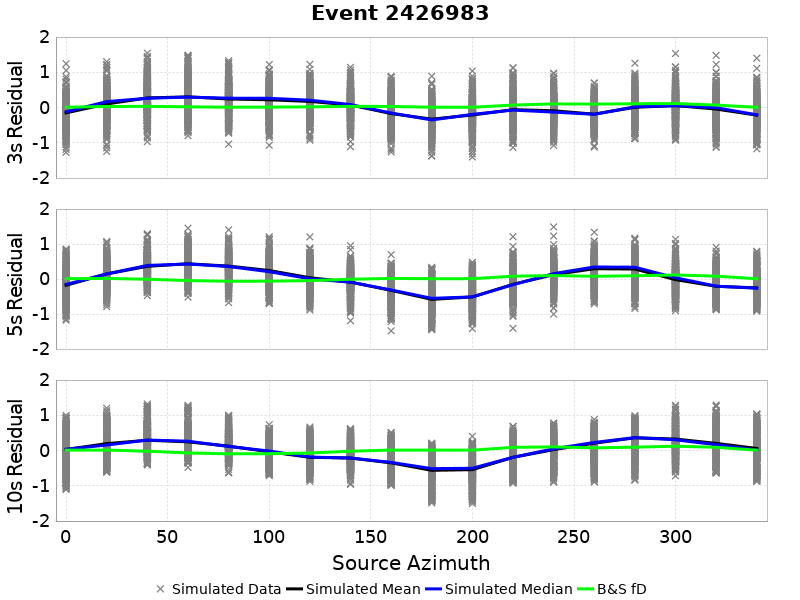 Event 2426983
3s Residual
2
1
0
-1
-2
5s Residual
2
1
0
-1
-2
10s Residual
2
1
0
-1
-2
0 50 100 150 200 250 300
Source Azimuth
Simulated Data Simulated Mean Simulated Median B&S fD